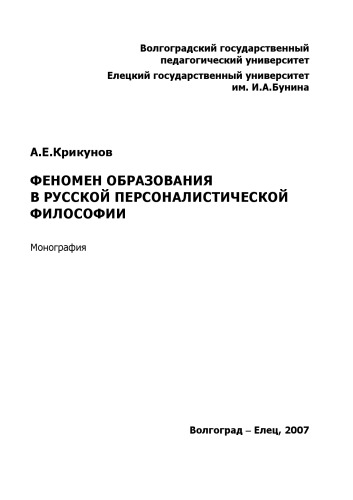 Волгоградский государственный
педагогический университет
Елецкий государственный университет
им. И.А.Бунина
А.Е.Крикунов
ФЕНОМЕН ОБРАЗОВАНИЯ
В РУССКОЙ ПЕРСОНАЛИСТИЧЕСКОЙ
ФИЛОСОФИИ
Монография
Волгоград – Елец, 2007